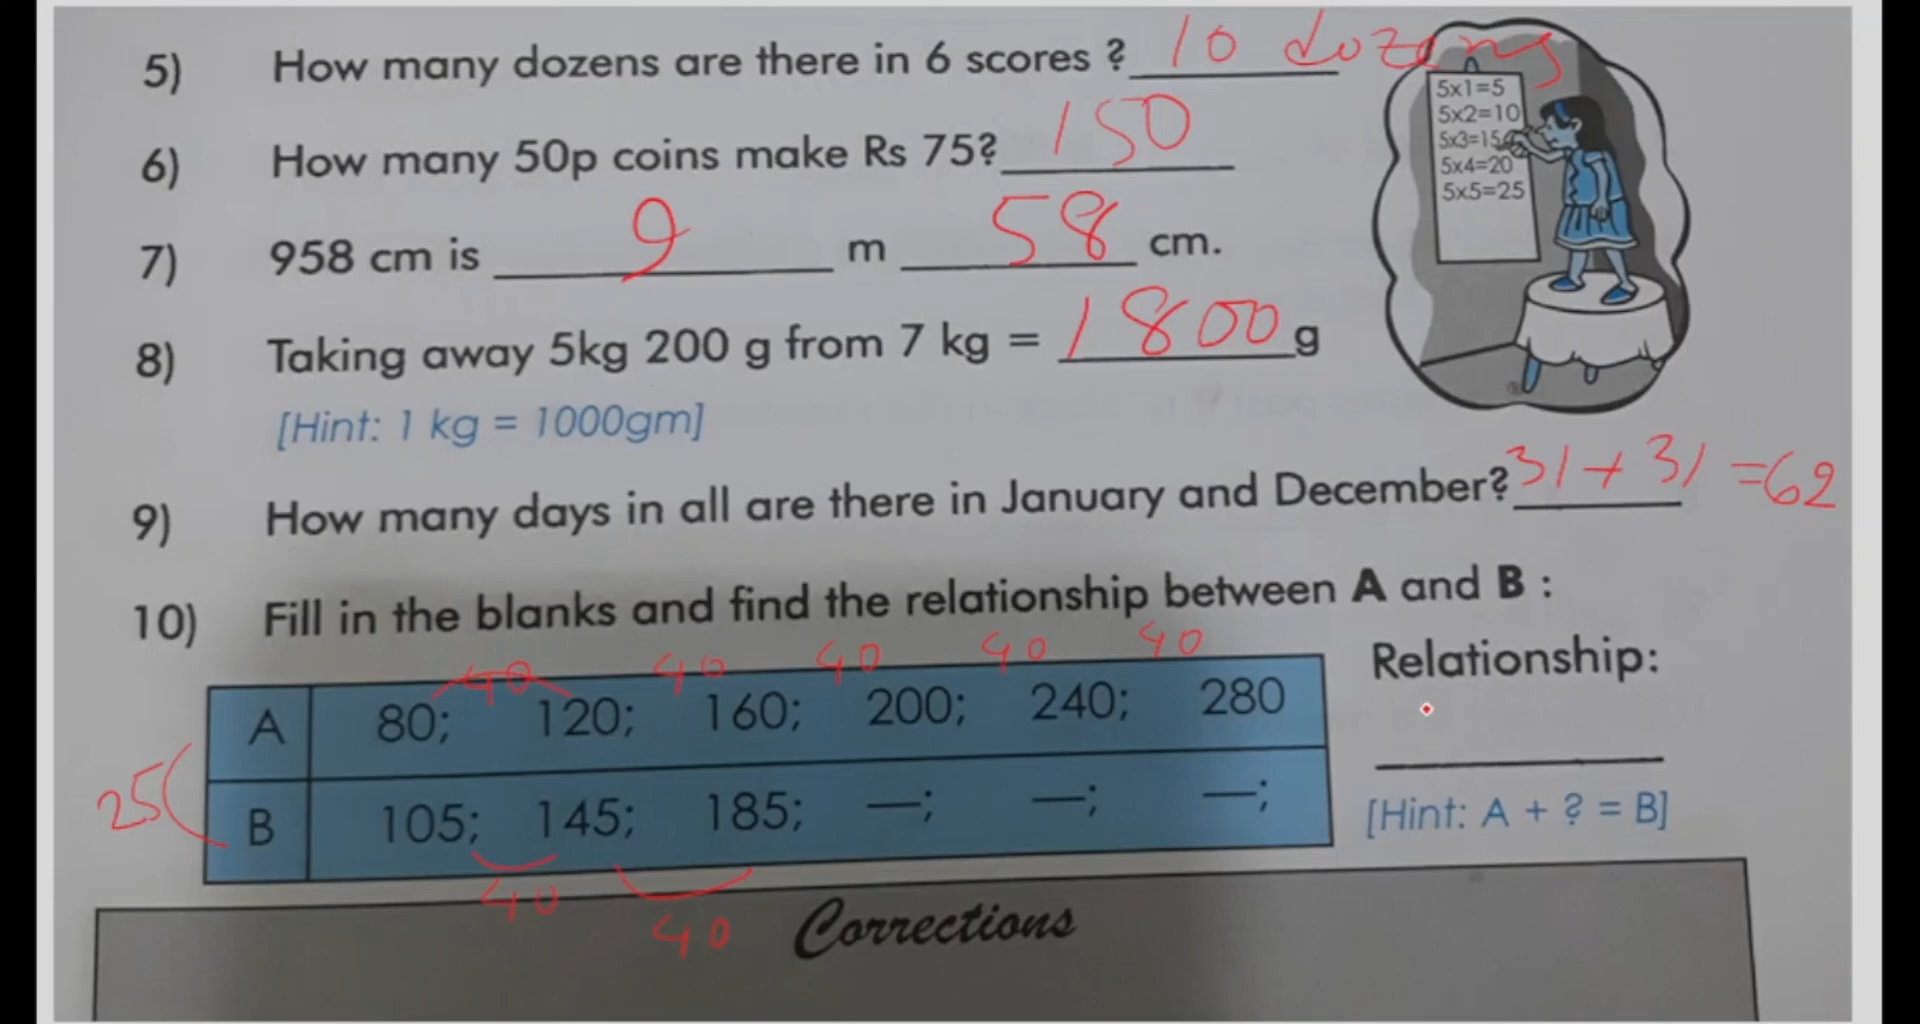 5) How many dozens are there in 6 scores ? 10 dozens
5x1=5
5x2=10
5x3=15
5x4=20
5x5=25
6) How many 50p coins make Rs 75? 150
7) 958 cm is 9 m 58 cm.
8) Taking away 5kg 200 g from 7 kg = 1800 g
[Hint: 1 kg = 1000gm]
9) How many days in all are there in January and December? 31 + 31 = 62
10) Fill in the blanks and find the relationship between A and B :
40 40 40 40 40
Relationship:
A 80; 120; 160; 200; 240; 280
25
B 105; 145; 185; —; —; —;
[Hint: A + ? = B]
40 40
Corrections